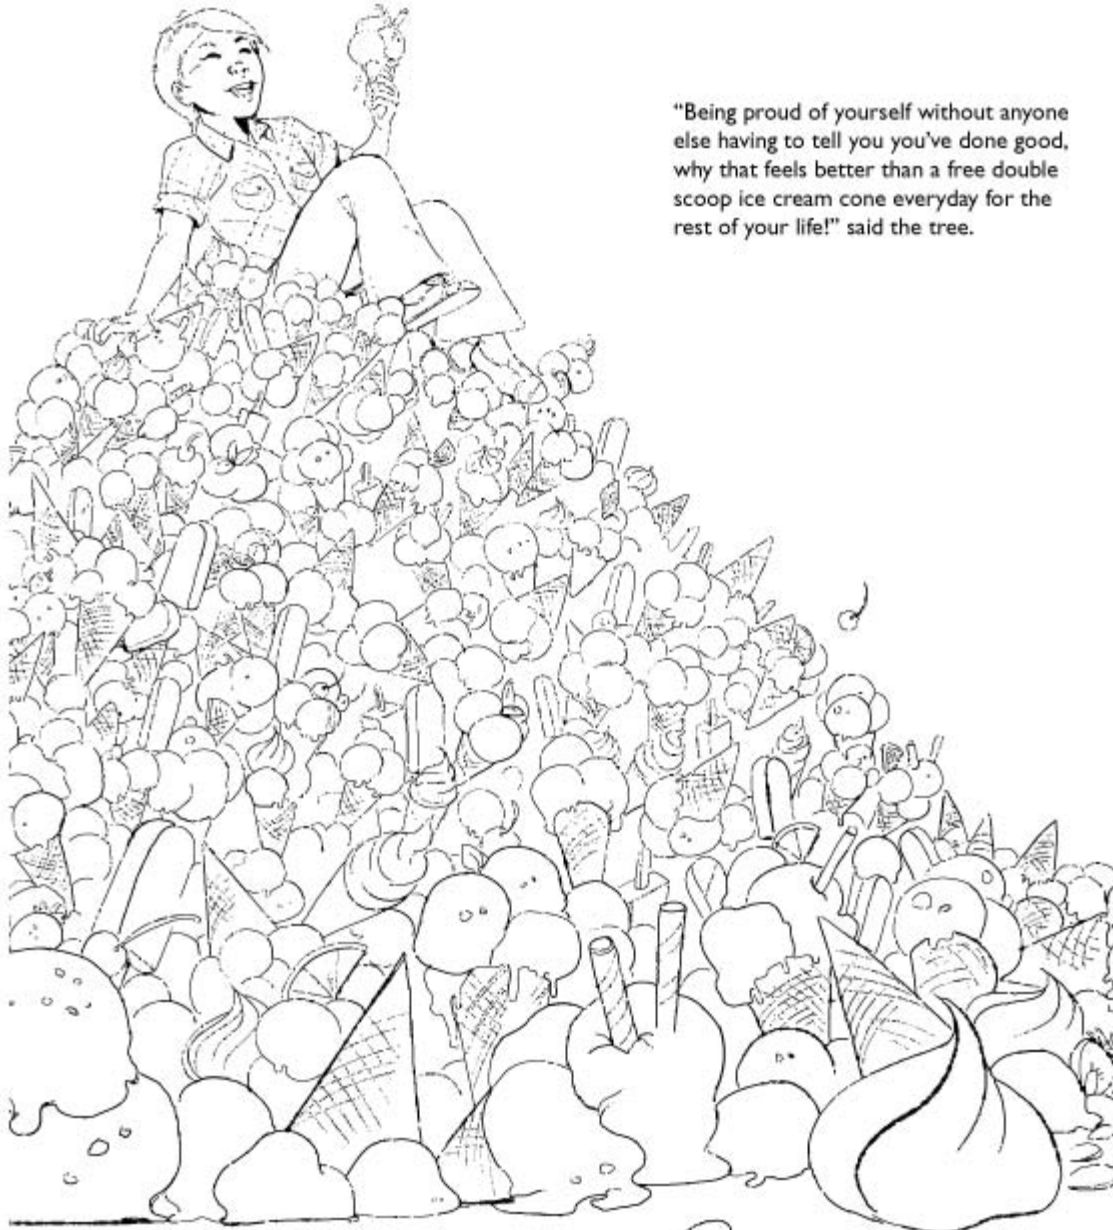 “Being proud of yourself without anyone
else having to tell you you’ve done good,
why that feels better than a free double
scoop ice cream cone everyday for the
rest of your life!” said the tree.